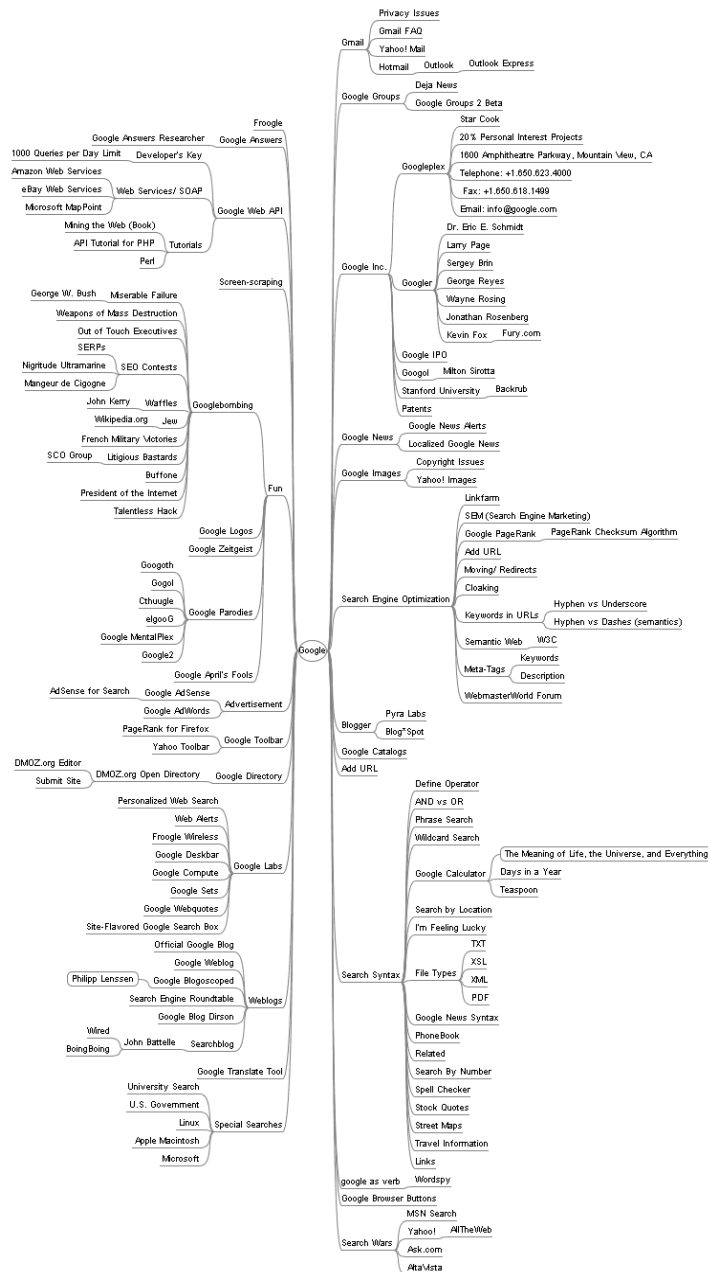 Google
Gmail
Privacy Issues
Gmail FAQ
Yahoo! Mail
Hotmail
Outlook
Outlook Express
Google Groups
Deja News
Google Groups 2 Beta
Google Inc.
Googleplex
Star Cook
20% Personal Interest Projects
1600 Amphitheatre Parkway, Mountain View, CA
Telephone: +1.650.623.4000
Fax: +1.650.618.1499
Email: info@google.com
Googler
Dr. Eric E. Schmidt
Larry Page
Sergey Brin
George Reyes
Wayne Rosing
Jonathan Rosenberg
Kevin Fox
Fury.com
Google IPO
Googol
Milton Sirotta
Stanford University
Backrub
Patents
Google News
Google News Alerts
Localized Google News
Google Images
Copyright Issues
Yahoo! Images
Search Engine Optimization
Linkfarm
SEM (Search Engine Marketing)
Google PageRank
PageRank Checksum Algorithm
Add URL
Moving/ Redirects
Cloaking
Keywords in URLs
Hyphen vs Underscore
Hyphen vs Dashes (semantics)
Semantic Web
W3C
Meta-Tags
Keywords
Description
WebmasterWorld Forum
Blogger
Pyra Labs
Blog*Spot
Google Catalogs
Add URL
Search Syntax
Define Operator
AND vs OR
Phrase Search
Wildcard Search
Google Calculator
The Meaning of Life, the Universe, and Everything
Days in a Year
Teaspoon
Search by Location
I'm Feeling Lucky
File Types
TXT
XSL
XML
PDF
Google News Syntax
PhoneBook
Related
Search By Number
Spell Checker
Stock Quotes
Street Maps
Travel Information
Links
google as verb
Wordspy
Google Browser Buttons
Search Wars
MSN Search
Yahoo!
AllTheWeb
Ask.com
AltaVista
Froogle
Google Answers
Google Answers Researcher
Google Web API
Developer's Key
1000 Queries per Day Limit
Web Services/ SOAP
Amazon Web Services
eBay Web Services
Microsoft MapPoint
Tutorials
Mining the Web (Book)
API Tutorial for PHP
Perl
Screen-scraping
Fun
Googlebombing
Miserable Failure
George W. Bush
Weapons of Mass Destruction
Out of Touch Executives
SEO Contests
SERPs
Nigritude Ultramarine
Mangeur de Cigogne
Waffles
John Kerry
Jew
Wikipedia.org
French Military Victories
Litigious Bastards
SCO Group
Buffone
President of the Internet
Talentless Hack
Google Logos
Google Zeitgeist
Google Parodies
Googoth
Gogol
Cthuugle
elgooG
Google MentalPlex
Google2
Google April's Fools
Advertisement
Google AdSense
AdSense for Search
Google AdWords
Google Toolbar
PageRank for Firefox
Yahoo Toolbar
Google Directory
DMOZ.org Open Directory
DMOZ.org Editor
Submit Site
Google Labs
Personalized Web Search
Web Alerts
Froogle Wireless
Google Deskbar
Google Compute
Google Sets
Google Webquotes
Site-Flavored Google Search Box
Weblogs
Official Google Blog
Google Weblog
Google Blogoscoped
Philipp Lenssen
Search Engine Roundtable
Google Blog Dirson
Searchblog
John Battelle
Wired
BoingBoing
Google Translate Tool
Special Searches
University Search
U.S. Government
Linux
Apple Macintosh
Microsoft